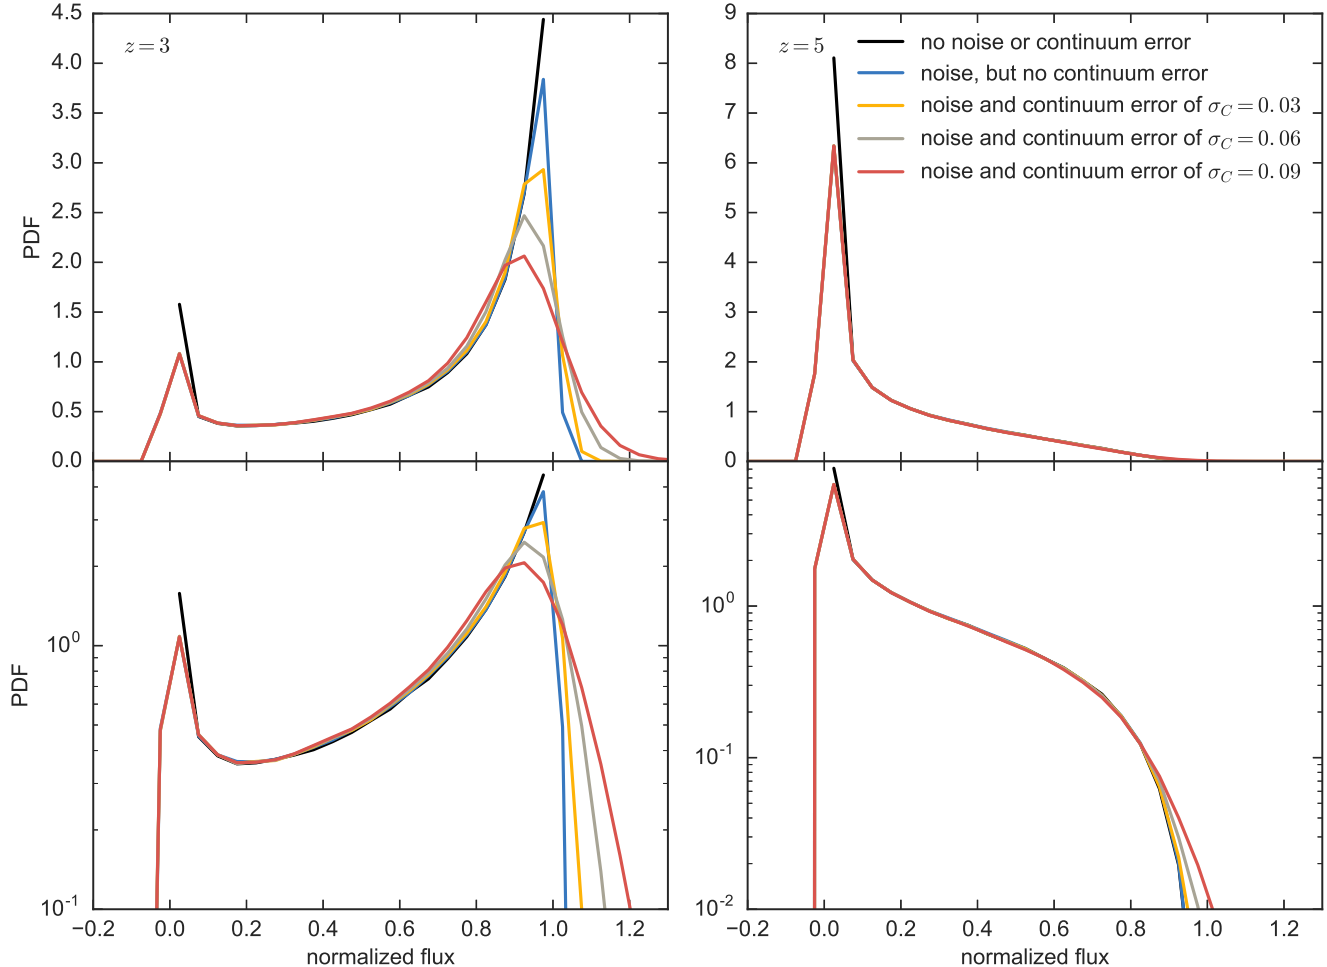 4.5
4.0
3.5
3.0
2.5
2.0
1.5
1.0
0.5
0.0
PDF
z = 3
9
8
7
6
5
4
3
2
1
0
z = 5
no noise or continuum error
noise, but no continuum error
noise and continuum error of σ_C = 0.03
noise and continuum error of σ_C = 0.06
noise and continuum error of σ_C = 0.09
10^0
10^-1
PDF
−0.2 0.0 0.2 0.4 0.6 0.8 1.0 1.2
normalized flux
10^0
10^-1
10^-2
−0.2 0.0 0.2 0.4 0.6 0.8 1.0 1.2
normalized flux